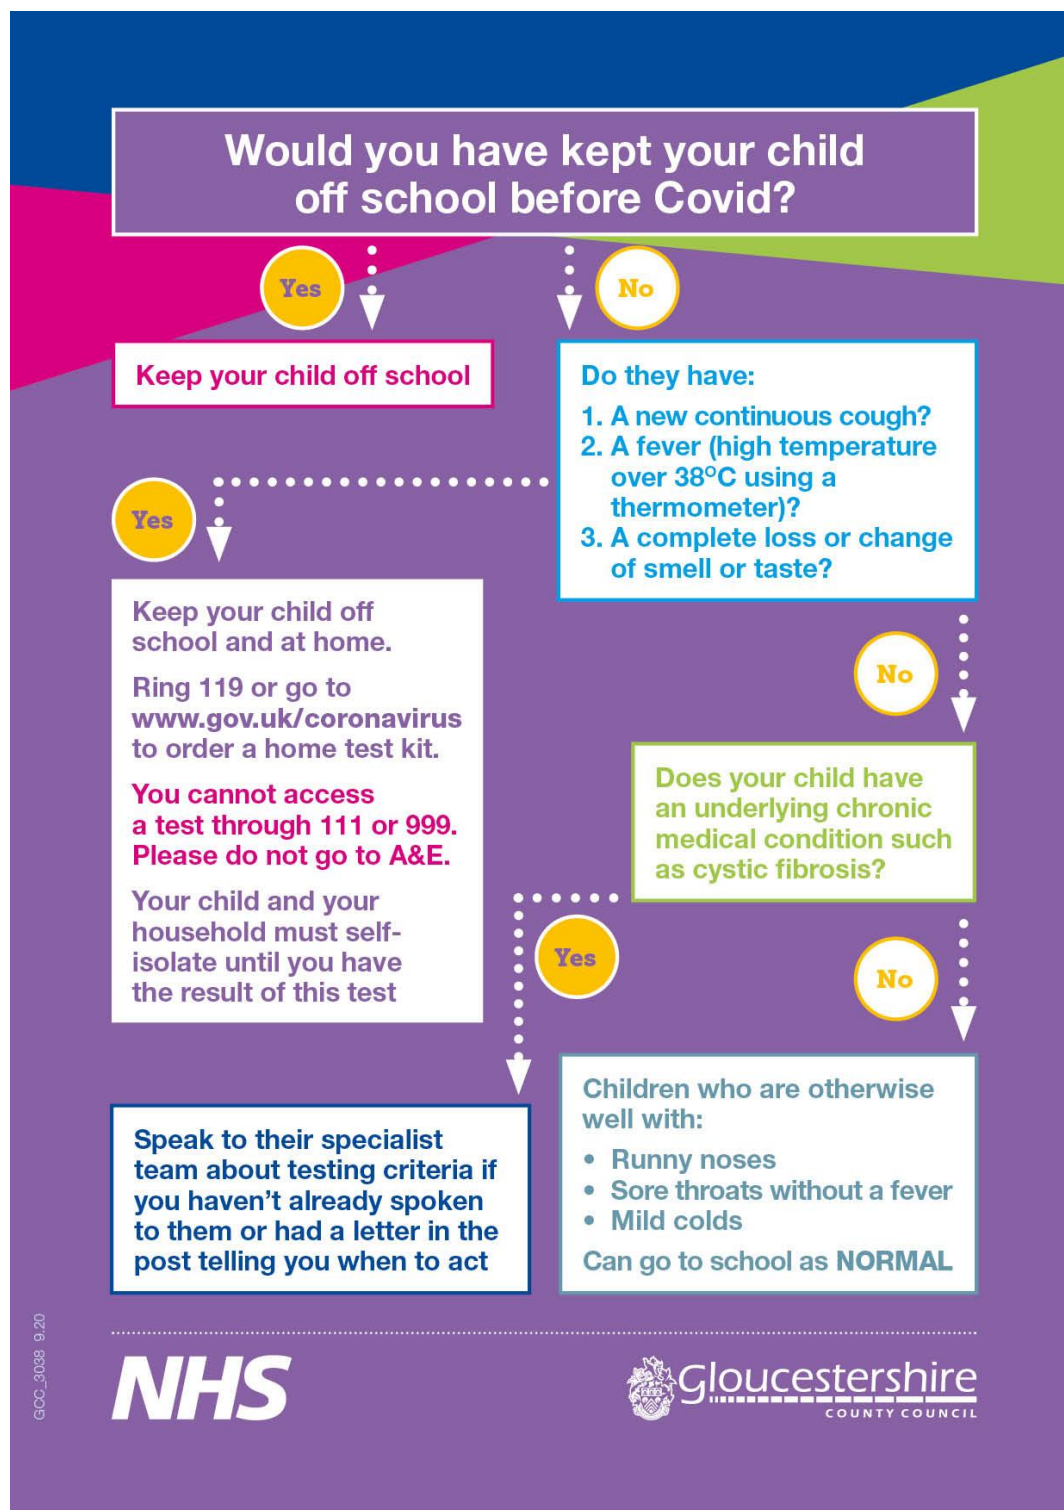 Would you have kept your child
off school before Covid?
Yes
No
Keep your child off school
Do they have:
1. A new continuous cough?
2. A fever (high temperature
over 38°C using a
thermometer)?
3. A complete loss or change
of smell or taste?
Yes
Keep your child off
school and at home.
Ring 119 or go to
www.gov.uk/coronavirus
to order a home test kit.
You cannot access
a test through 111 or 999.
Please do not go to A&E.
Your child and your
household must self-
isolate until you have
the result of this test
No
Does your child have
an underlying chronic
medical condition such
as cystic fibrosis?
Yes
No
Speak to their specialist
team about testing criteria if
you haven't already spoken
to them or had a letter in the
post telling you when to act
Children who are otherwise
well with:
• Runny noses
• Sore throats without a fever
• Mild colds
Can go to school as NORMAL
GCC_3038 9.20
NHS
Gloucestershire
COUNTY COUNCIL